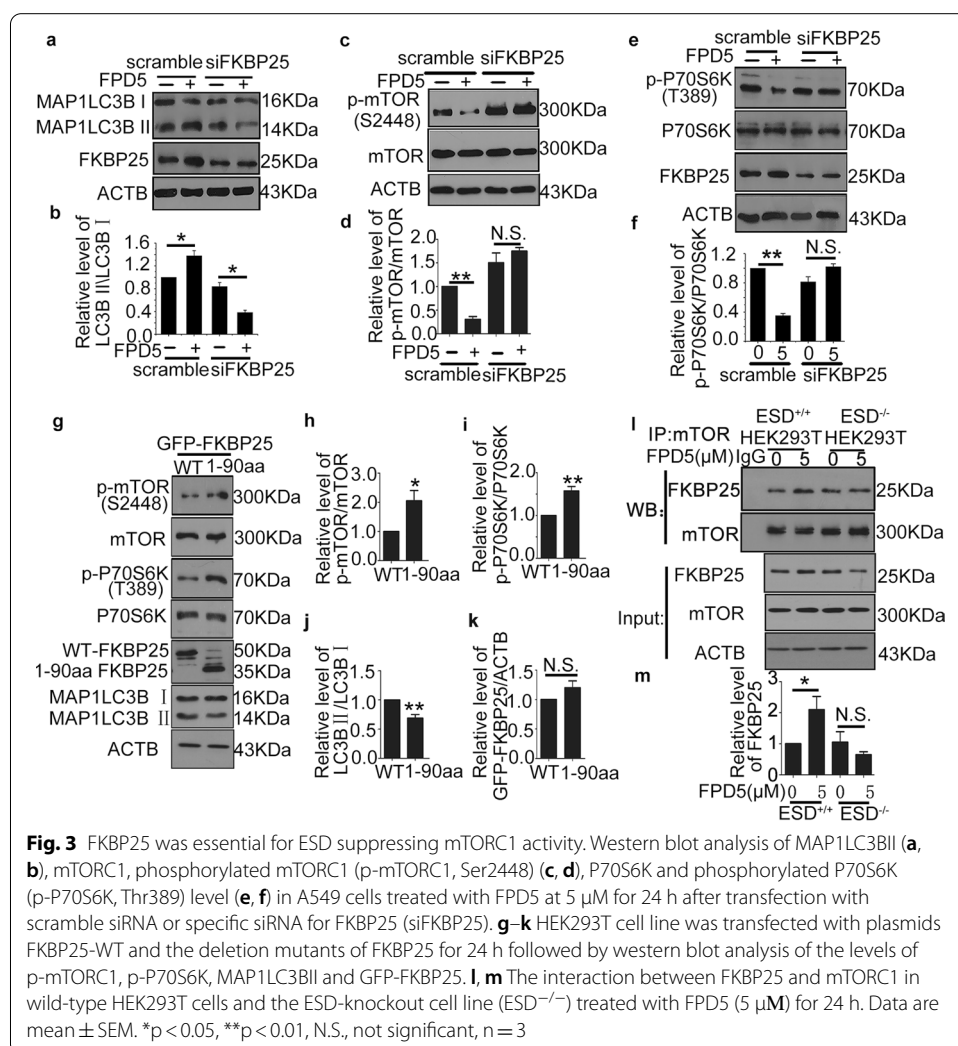 a
scramble siFKBP25
FPD5 − + − +
MAP1LC3B I 16KDa
MAP1LC3B II 14KDa
FKBP25 25KDa
ACTB 43KDa
b
Relative level of
LC3B II\LC3B I
1.6
1.2
0.8
0.4
0.0
* *
FPD5 − + − +
scramble siFKBP25
c
scramble siFKBP25
FPD5 − + − +
p-mTOR 300KDa
(S2448)
mTOR 300KDa
ACTB 43KDa
d
Relative level of
p-mTOR/mTOR
2.0
1.5
1.0
0.5
0.0
** N.S.
FPD5 − + − +
scramble siFKBP25
e
scramble siFKBP25
FPD5 − + − +
p-P70S6K 70KDa
(T389)
P70S6K 70KDa
FKBP25 25KDa
ACTB 43KDa
f
Relative level of
p-P70S6K/P70S6K
1.2
0.8
0.4
0.0
** N.S.
0 5 0 5
scramble siFKBP25
g
GFP-FKBP25
WT 1-90aa
p-mTOR 300KDa
(S2448)
mTOR 300KDa
p-P70S6K 70KDa
(T389)
P70S6K 70KDa
WT-FKBP25 50KDa
1-90aa FKBP25 35KDa
MAP1LC3B I 16KDa
MAP1LC3B II 14KDa
ACTB 43KDa
h
Relative level of
p-mTOR/mTOR
3.0
2.0
1.0
0.0
*
WT1-90aa
i
Relative level of
p-P70S6K/P70S6K
2.0
1.6
1.2
0.8
0.4
0.0
**
WT1-90aa
j
Relative level of
LC3B II/LC3B I
1.5
1.0
0.5
0
**
WT1-90aa
k
Relative level of
GFP-FKBP25/ACTB
1.5
1.0
0.5
0
N.S.
WT1-90aa
l
ESD+/+ ESD-/-
IP:mTOR HEK293T HEK293T
FPD5(μM) IgG 0 5 0 5
WB:
FKBP25 25KDa
mTOR 300KDa
Input:
FKBP25 25KDa
mTOR 300KDa
ACTB 43KDa
m
Relative level
of FKBP25
3
2
1
0
* N.S.
FPD5(μM) 0 5 0 5
ESD+/+ ESD-/-
Fig. 3 FKBP25 was essential for ESD suppressing mTORC1 activity. Western blot analysis of MAP1LC3BII (a,
b), mTORC1, phosphorylated mTORC1 (p-mTORC1, Ser2448) (c, d), P70S6K and phosphorylated P70S6K
(p-P70S6K, Thr389) level (e, f) in A549 cells treated with FPD5 at 5 μM for 24 h after transfection with
scramble siRNA or specific siRNA for FKBP25 (siFKBP25). g–k HEK293T cell line was transfected with plasmids
FKBP25-WT and the deletion mutants of FKBP25 for 24 h followed by western blot analysis of the levels of
p-mTORC1, p-P70S6K, MAP1LC3BII and GFP-FKBP25. l, m The interaction between FKBP25 and mTORC1 in
wild-type HEK293T cells and the ESD-knockout cell line (ESD−/−) treated with FPD5 (5 μM) for 24 h. Data are
mean ± SEM. *p < 0.05, **p < 0.01, N.S., not significant, n = 3